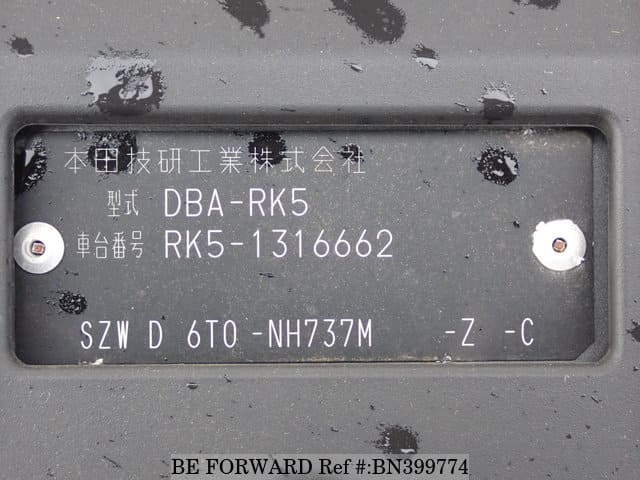 本田技研工業株式会社
型式 DBA-RK5
車台番号 RK5-1316662
SZW D 6T0 -NH737M -Z -C
BE FORWARD Ref #:BN399774